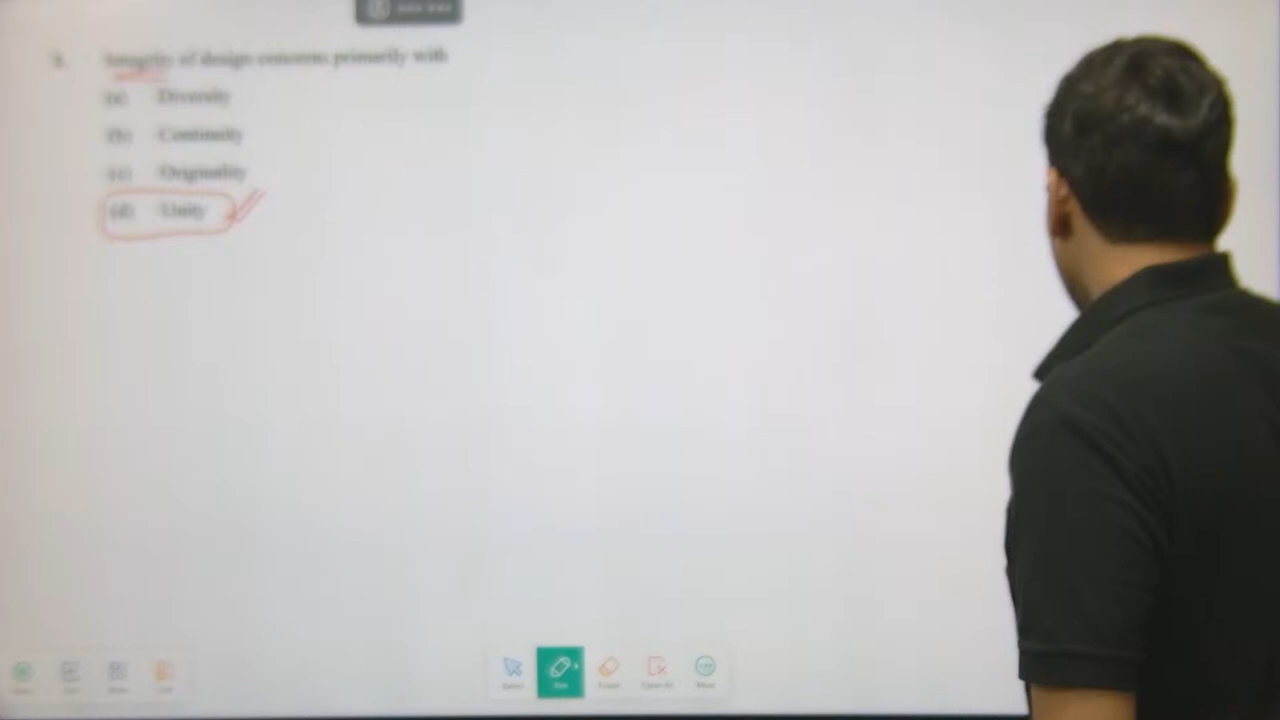 Integrity of design concerns primarily with
(a) Diversity
(b) Continuity
(c) Originality
(d) Unity